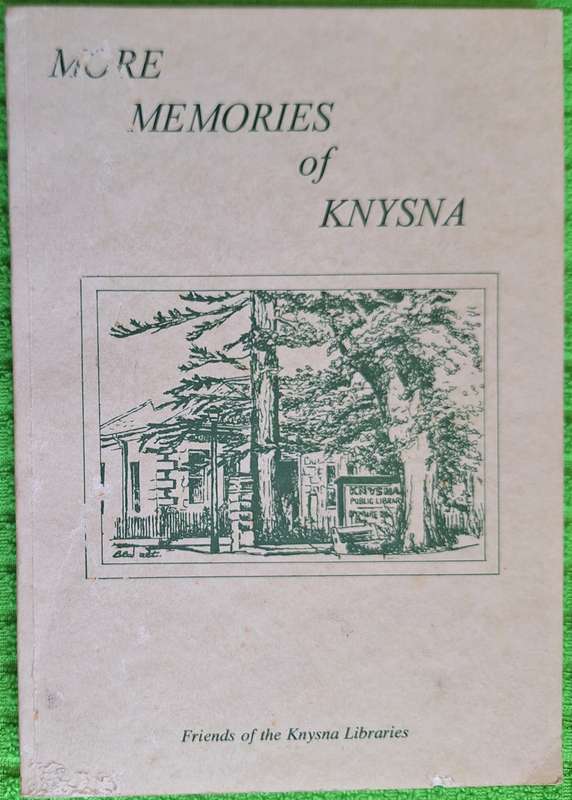 MORE
MEMORIES
of
KNYSNA
KNYSNA
PUBLIC LIBRARY
Friends of the Knysna Libraries